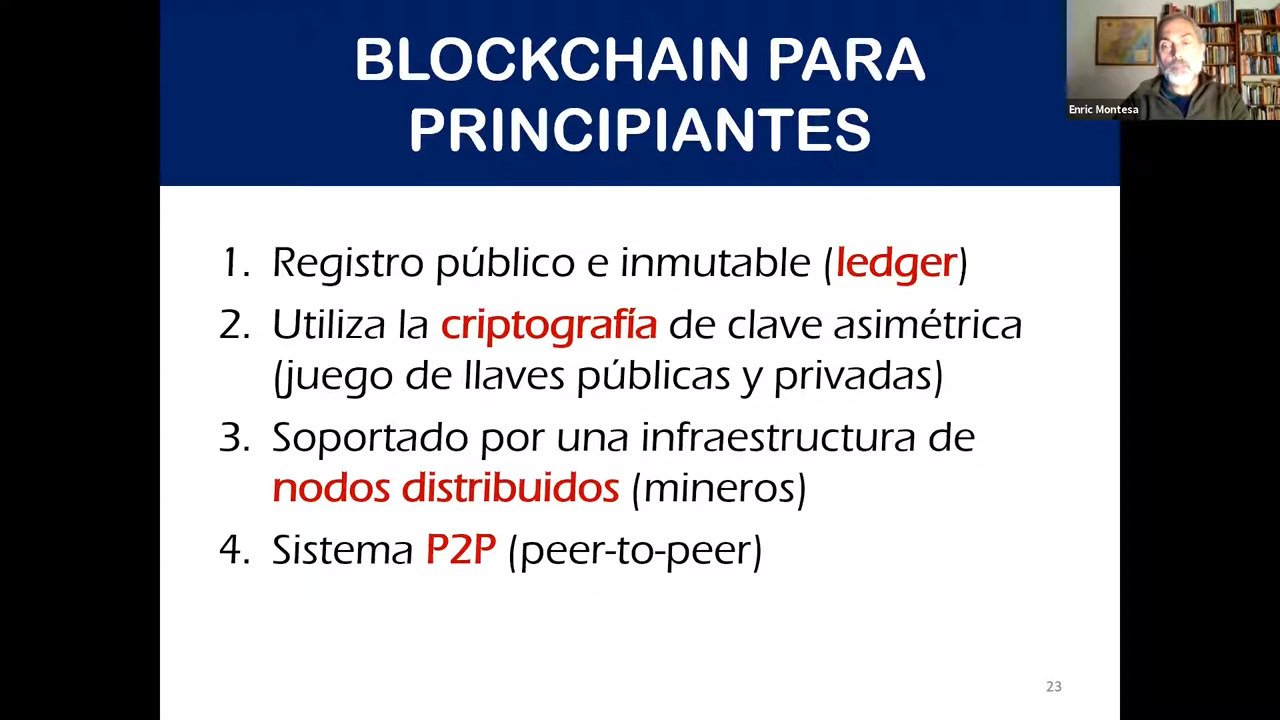 BLOCKCHAIN PARA
PRINCIPIANTES
Enric Montesa
1. Registro público e inmutable (ledger)
2. Utiliza la criptografía de clave asimétrica
(juego de llaves públicas y privadas)
3. Soportado por una infraestructura de
nodos distribuidos (mineros)
4. Sistema P2P (peer-to-peer)
23